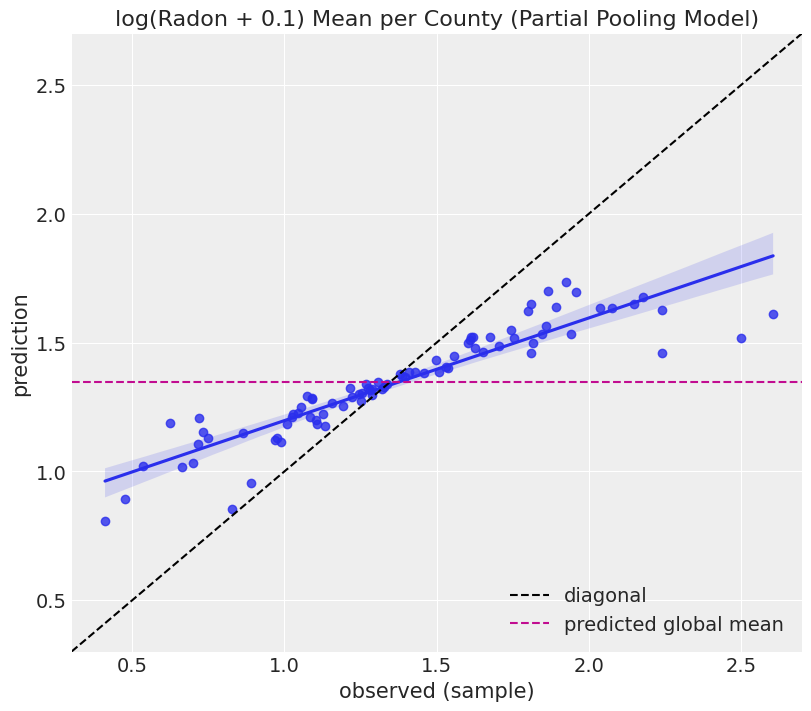 log(Radon + 0.1) Mean per County (Partial Pooling Model)
2.5
2.0
1.5
1.0
0.5
prediction
diagonal
predicted global mean
0.5 1.0 1.5 2.0 2.5
observed (sample)